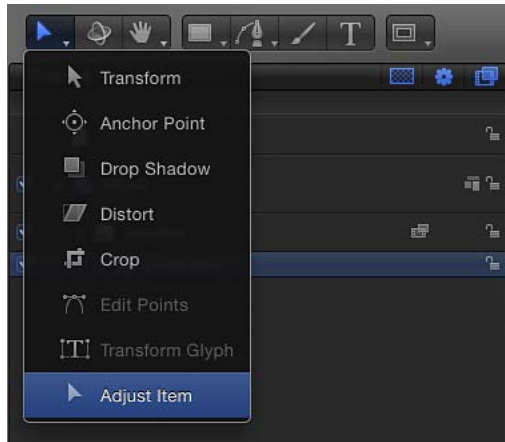 T
Transform
Anchor Point
Drop Shadow
Distort
Crop
Edit Points
T Transform Glyph
Adjust Item